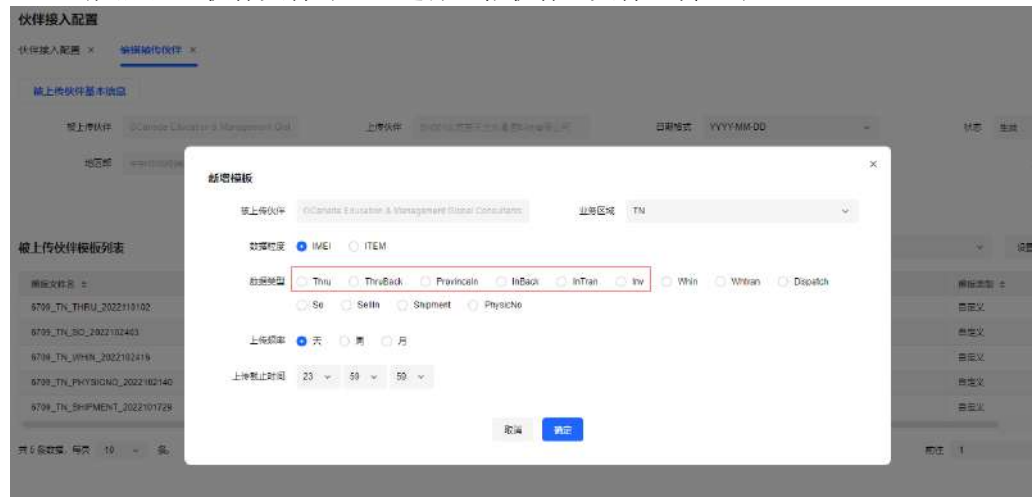 伙伴接入配置
伙伴接入配置 × 编辑被传伙伴 ×
被上传伙伴基本信息
被上传伙伴 上传伙伴 日期格式 YYYY-MM-DD 状态 生效
地区部
新增模板 ×
被上传伙伴 ©Canada Education & Management Global Consultants 业务区域 TN
数据粒度 IMEI ITEM
数据类型 Thru ThruBack ProvinceIn InBack InTran Inv WhIn Whtran Dispatch
So SellIn Shipment PhysicNo
上传频率 天 周 月
上传截止时间 23 59 59
取消 确定
被上传伙伴模板列表 设置
模板文件名 模板类型
6709_TN_THRU_2022110102 自定义
6709_TN_SO_2022102403 自定义
6709_TN_WHIN_2022102416 自定义
6709_TN_PHYSICNO_2022102140 自定义
6709_TN_SHIPMENT_2022101729 自定义
共5条数据, 每页 10 条, 前往 1